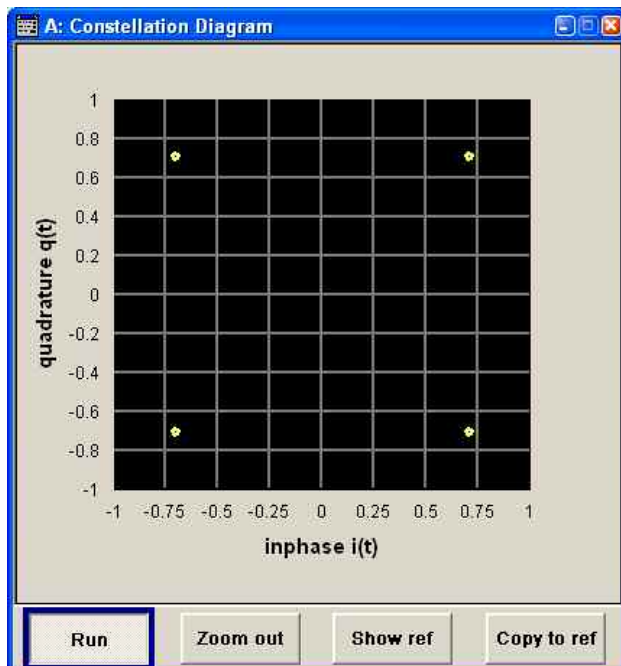 A: Constellation Diagram
1
0.8
0.6
0.4
0.2
0
-0.2
-0.4
-0.6
-0.8
-1
quadrature q(t)
-1 -0.75 -0.5 -0.25 0 0.25 0.5 0.75 1
inphase i(t)
Run Zoom out Show ref Copy to ref